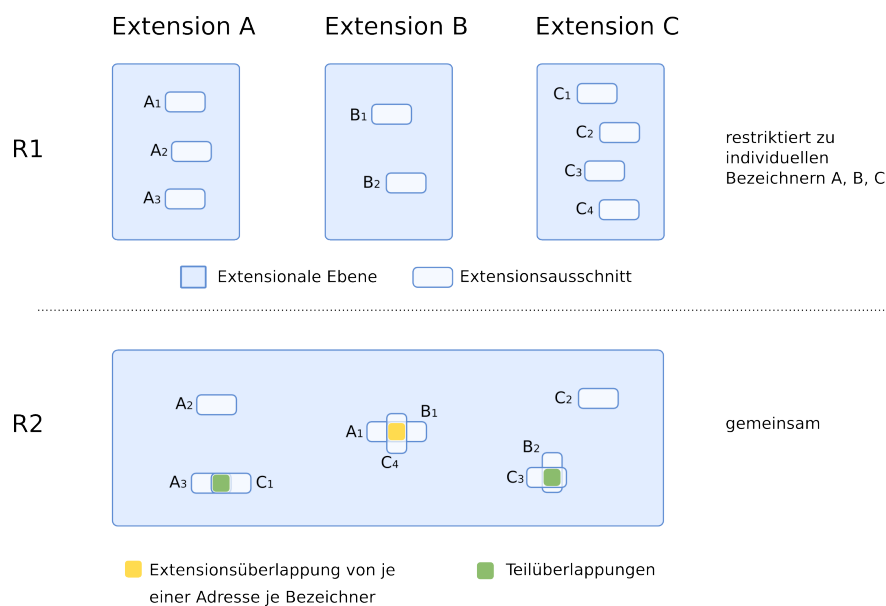 Extension A Extension B Extension C
R1
A1
A2
A3
B1
B2
C1
C2
C3
C4
restriktiert zu
individuellen
Bezeichnern A, B, C
Extensionale Ebene Extensionsausschnitt
R2
A2
A1 B1
C4
C2
B2
C3
A3 C1
gemeinsam
Extensionsüberlappung von je
einer Adresse je Bezeichner
Teilüberlappungen